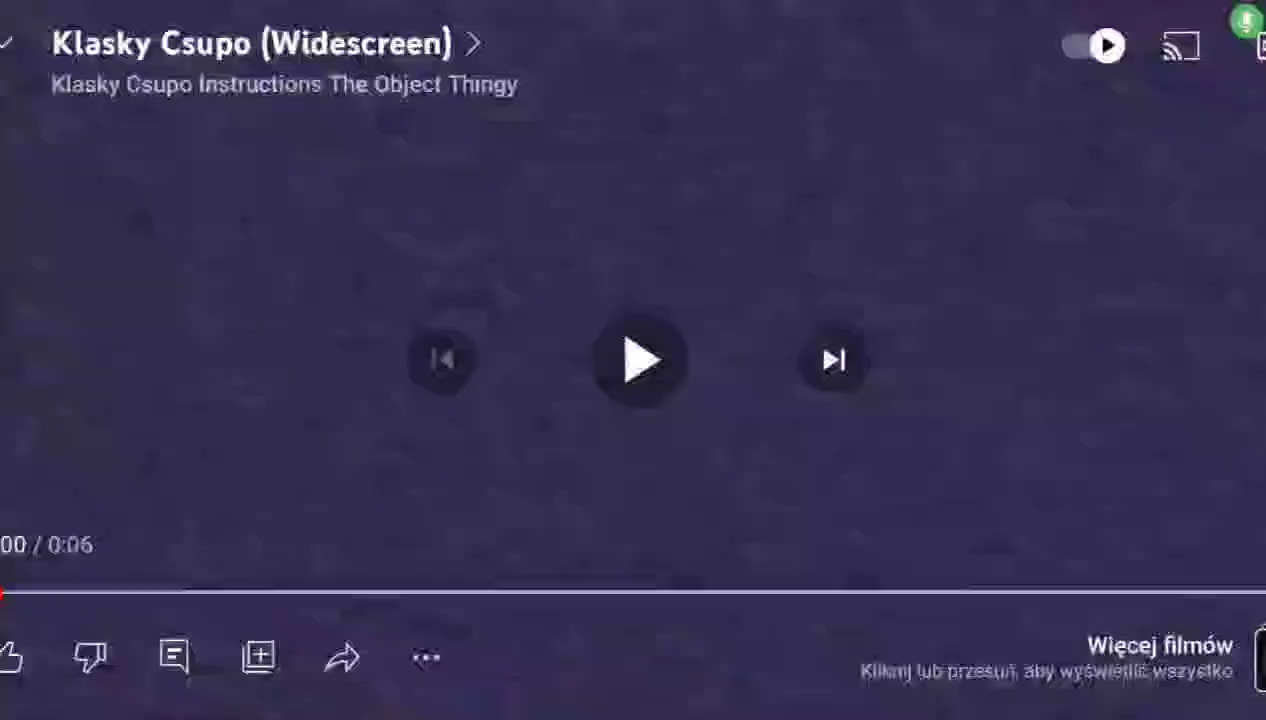 Klasky Csupo (Widescreen)
Klasky Csupo Instructions The Object Thingy
00 / 0:06
Więcej filmów
Kliknij lub przesuń, aby wyświetlić wszystko